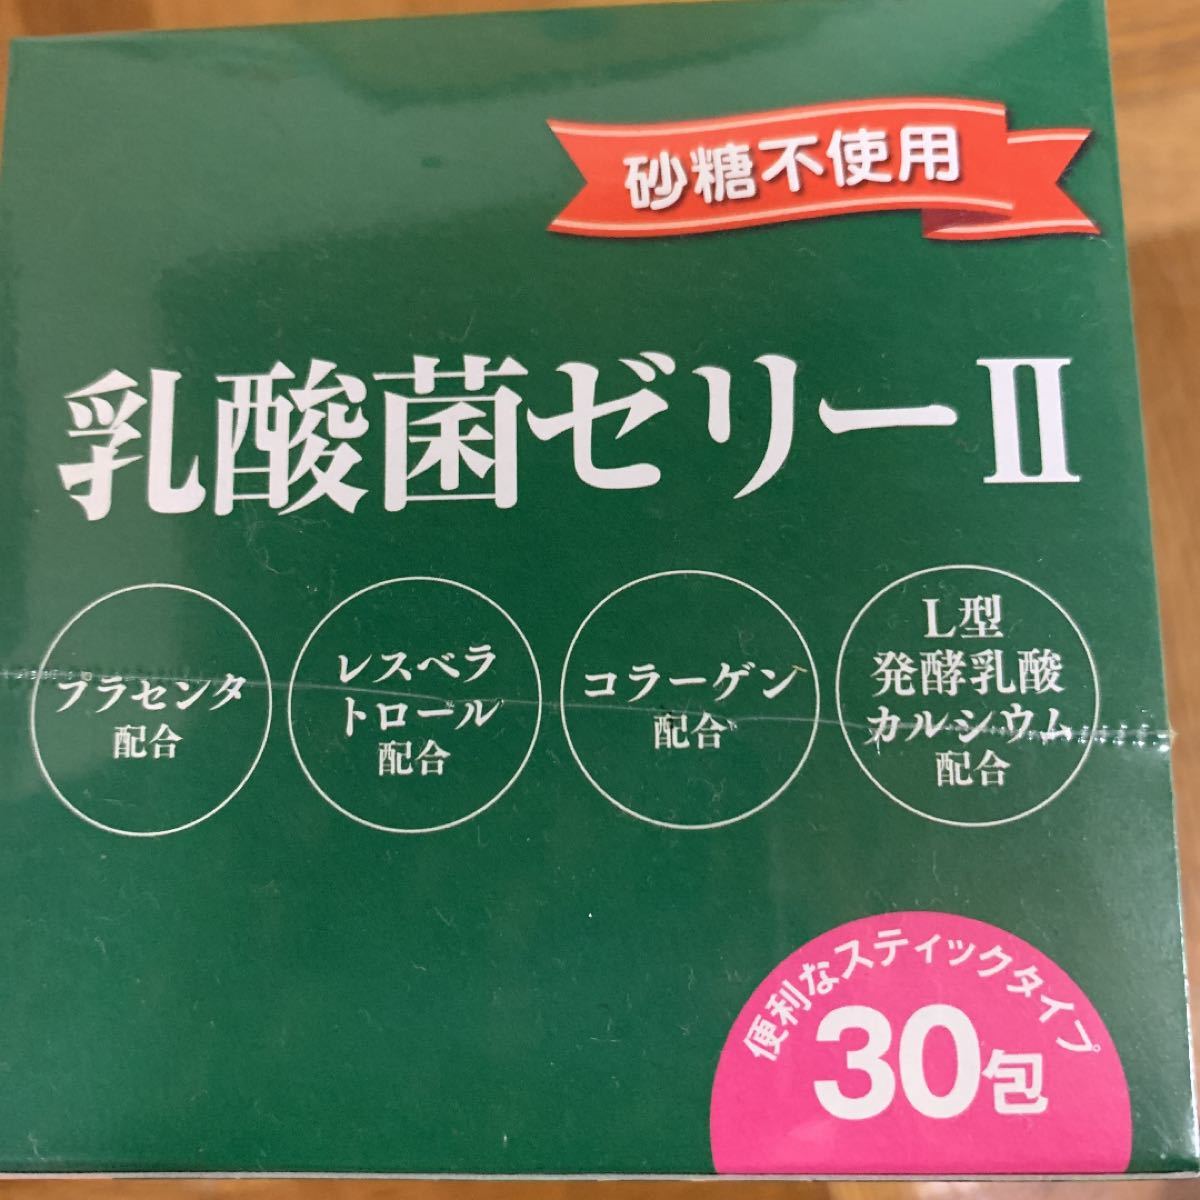 砂糖不使用
乳酸菌ゼリーⅡ
プラセンタ
配合
レスベラ
トロール
配合
コラーゲン
配合
L型
発酵乳酸
カルシウム
配合
便利なスティックタイプ
30包